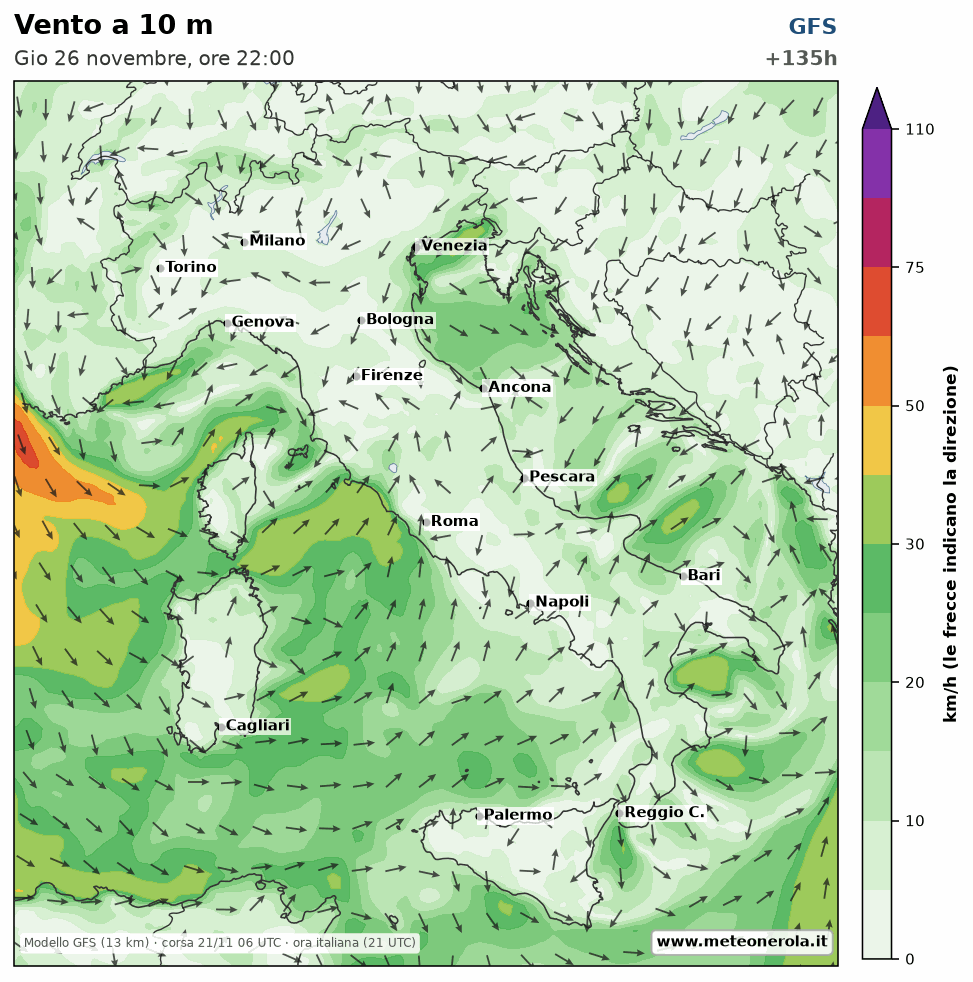 Vento a 10 m
GFS
Gio 26 novembre, ore 22:00
+135h
110
75
50
30
20
10
0
km/h (le frecce indicano la direzione)
Venezia
Milano
Torino
Genova
Bologna
Firenze
Ancona
Pescara
Roma
Bari
Napoli
Cagliari
Palermo
Reggio C.
Modello GFS (13 km) · corsa 21/11 06 UTC · ora italiana (21 UTC)
www.meteonerola.it